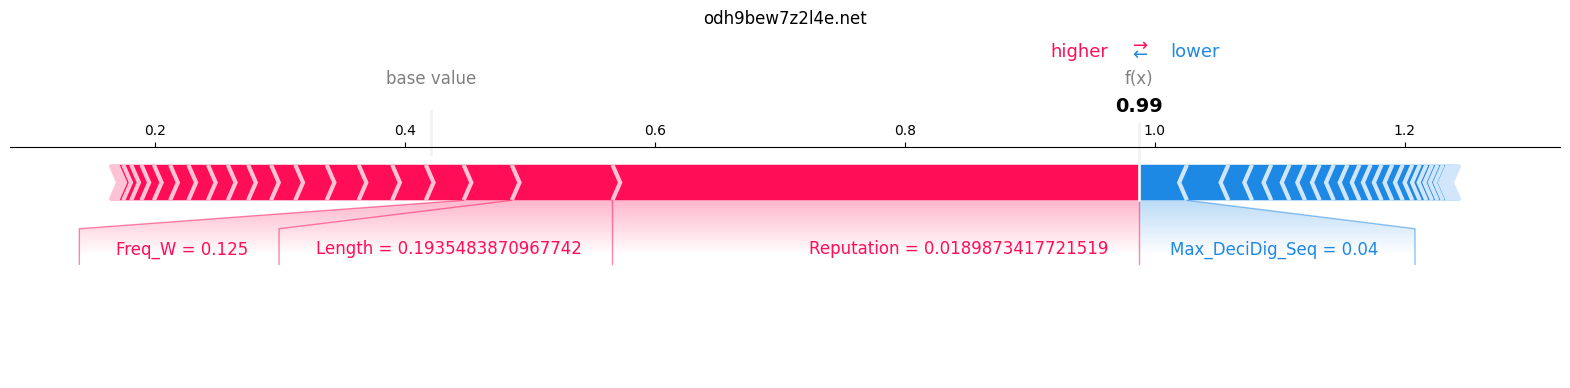 odh9bew7z2l4e.net
higher → lower
←
base value f(x)
0.99
0.2 0.4 0.6 0.8 1.0 1.2
Freq_W = 0.125 Length = 0.1935483870967742 Reputation = 0.0189873417721519 Max_DeciDig_Seq = 0.04